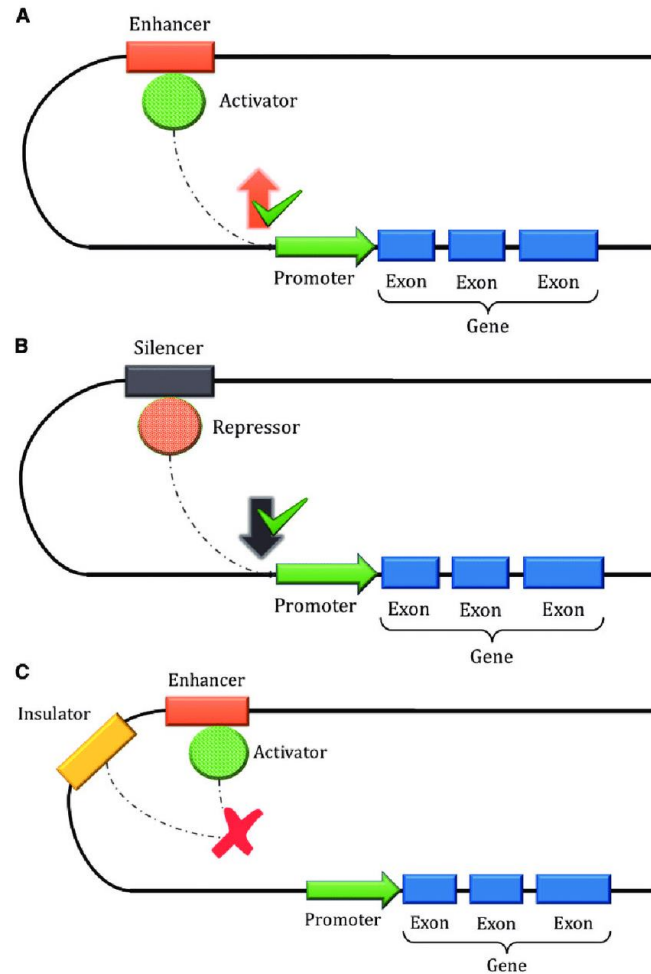 A
Enhancer
Activator
Promoter
Exon Exon Exon
Gene
B
Silencer
Repressor
Promoter
Exon Exon Exon
Gene
C
Enhancer
Insulator
Activator
Promoter
Exon Exon Exon
Gene